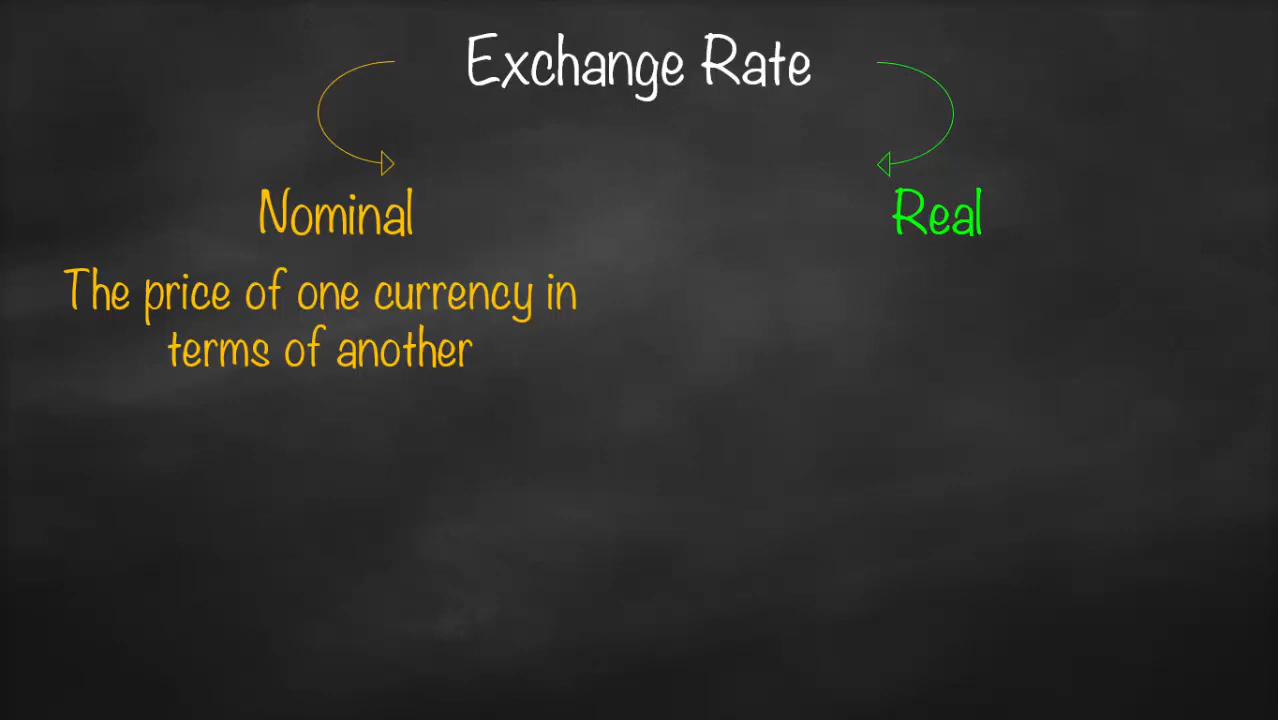 Exchange Rate
Nominal
Real
The price of one currency in
terms of another